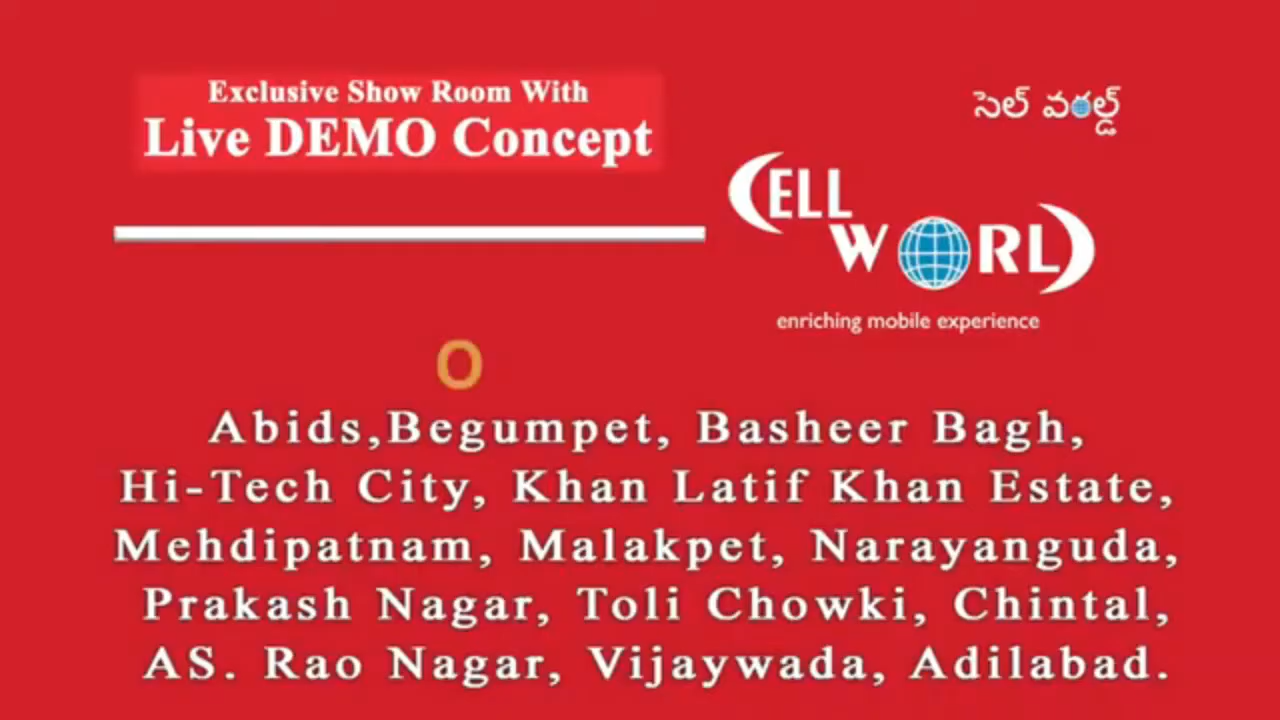 Exclusive Show Room With
Live DEMO Concept
సెల్ వరల్డ్
CELL
WORLD
enriching mobile experience
O
Abids,Begumpet, Basheer Bagh,
Hi-Tech City, Khan Latif Khan Estate,
Mehdipatnam, Malakpet, Narayanguda,
Prakash Nagar, Toli Chowki, Chintal,
AS. Rao Nagar, Vijaywada, Adilabad.